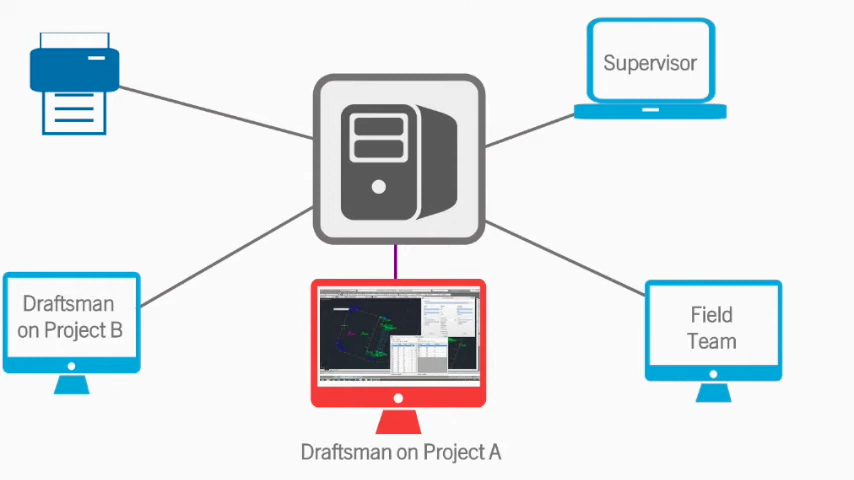 Supervisor
Draftsman
on Project B
Field
Team
Draftsman on Project A